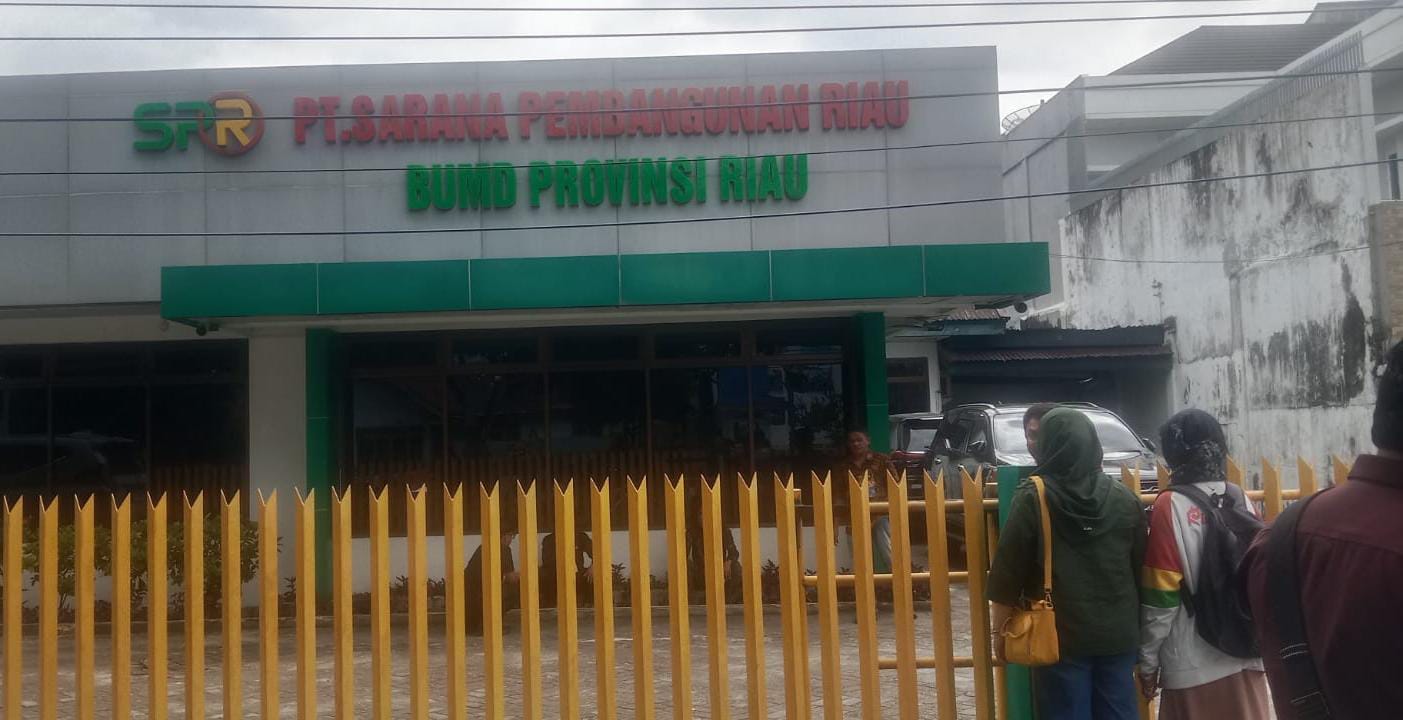 SPR
PT.SARANA PEMBANGUNAN RIAU
BUMD PROVINSI RIAU